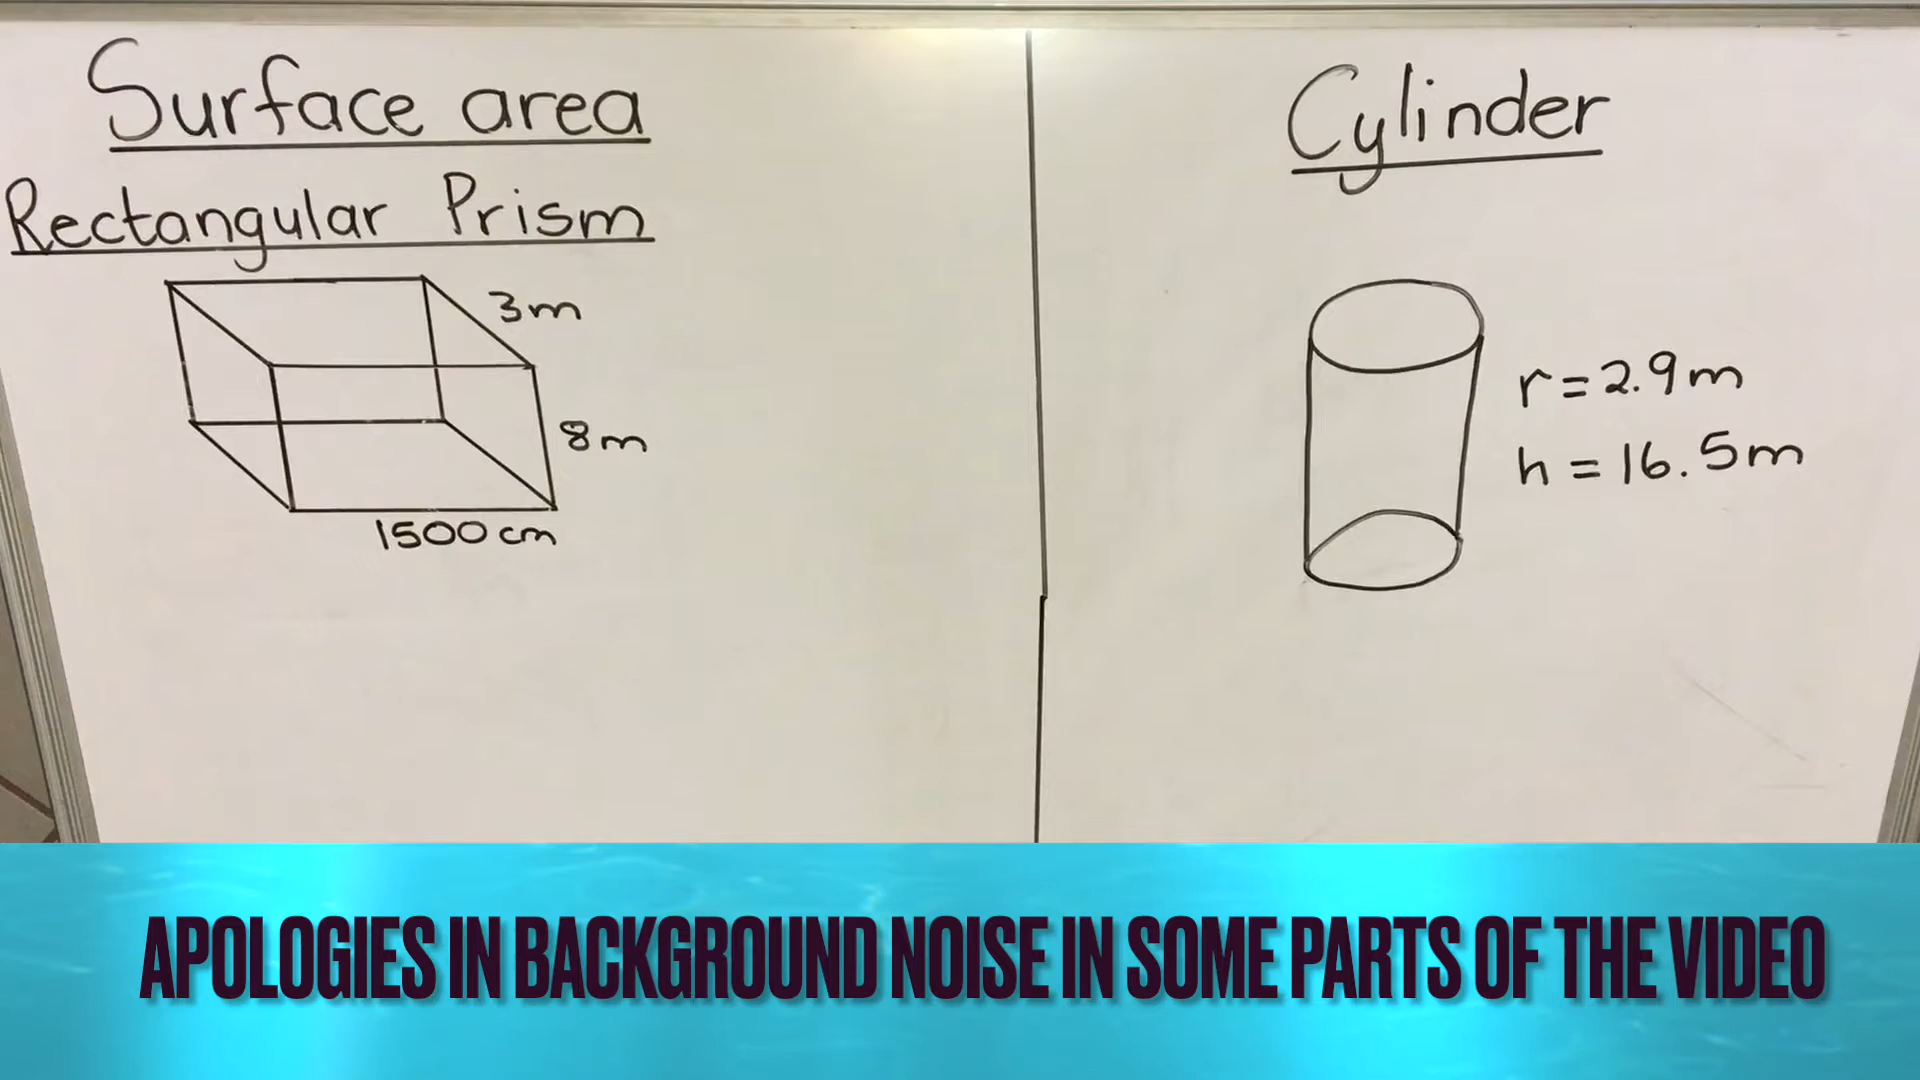 Surface area
Rectangular Prism
3m
8m
1500 cm
Cylinder
r = 2.9m
h = 16.5m
APOLOGIES IN BACKGROUND NOISE IN SOME PARTS OF THE VIDEO